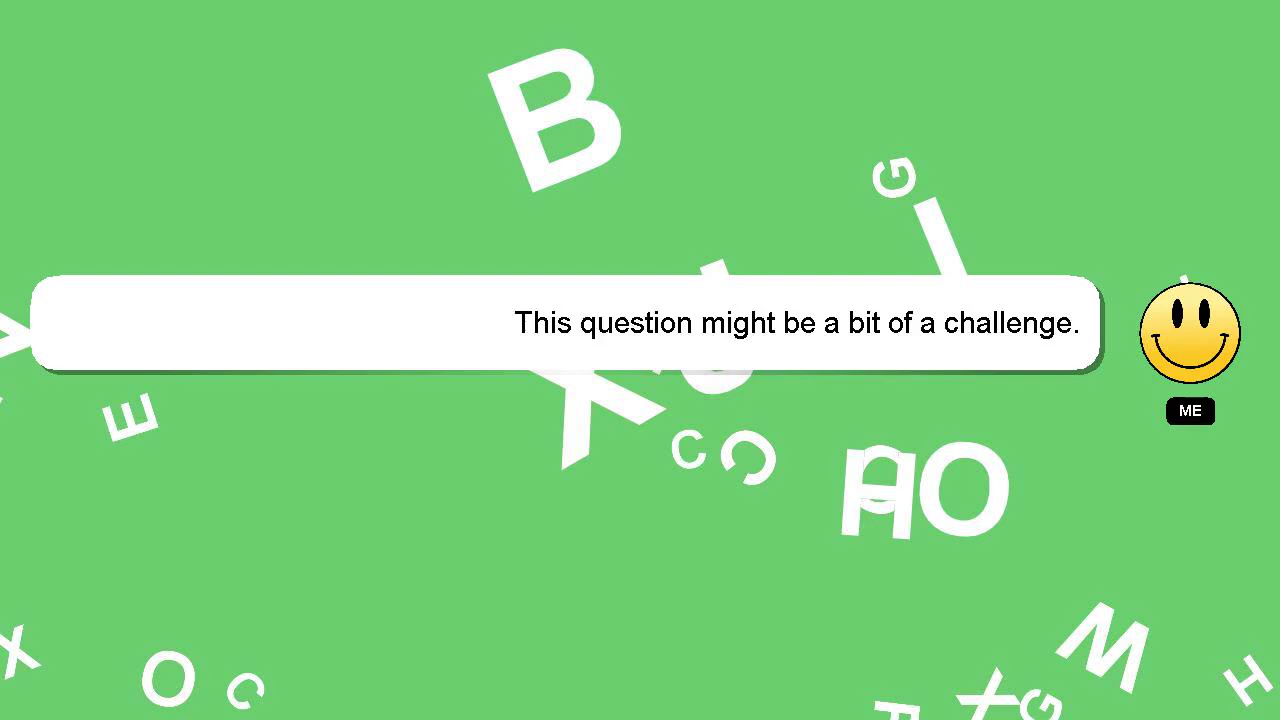 B
G
I
This question might be a bit of a challenge.
ME
E
X
C
C
H
O
X
O
C
M
H
X
G